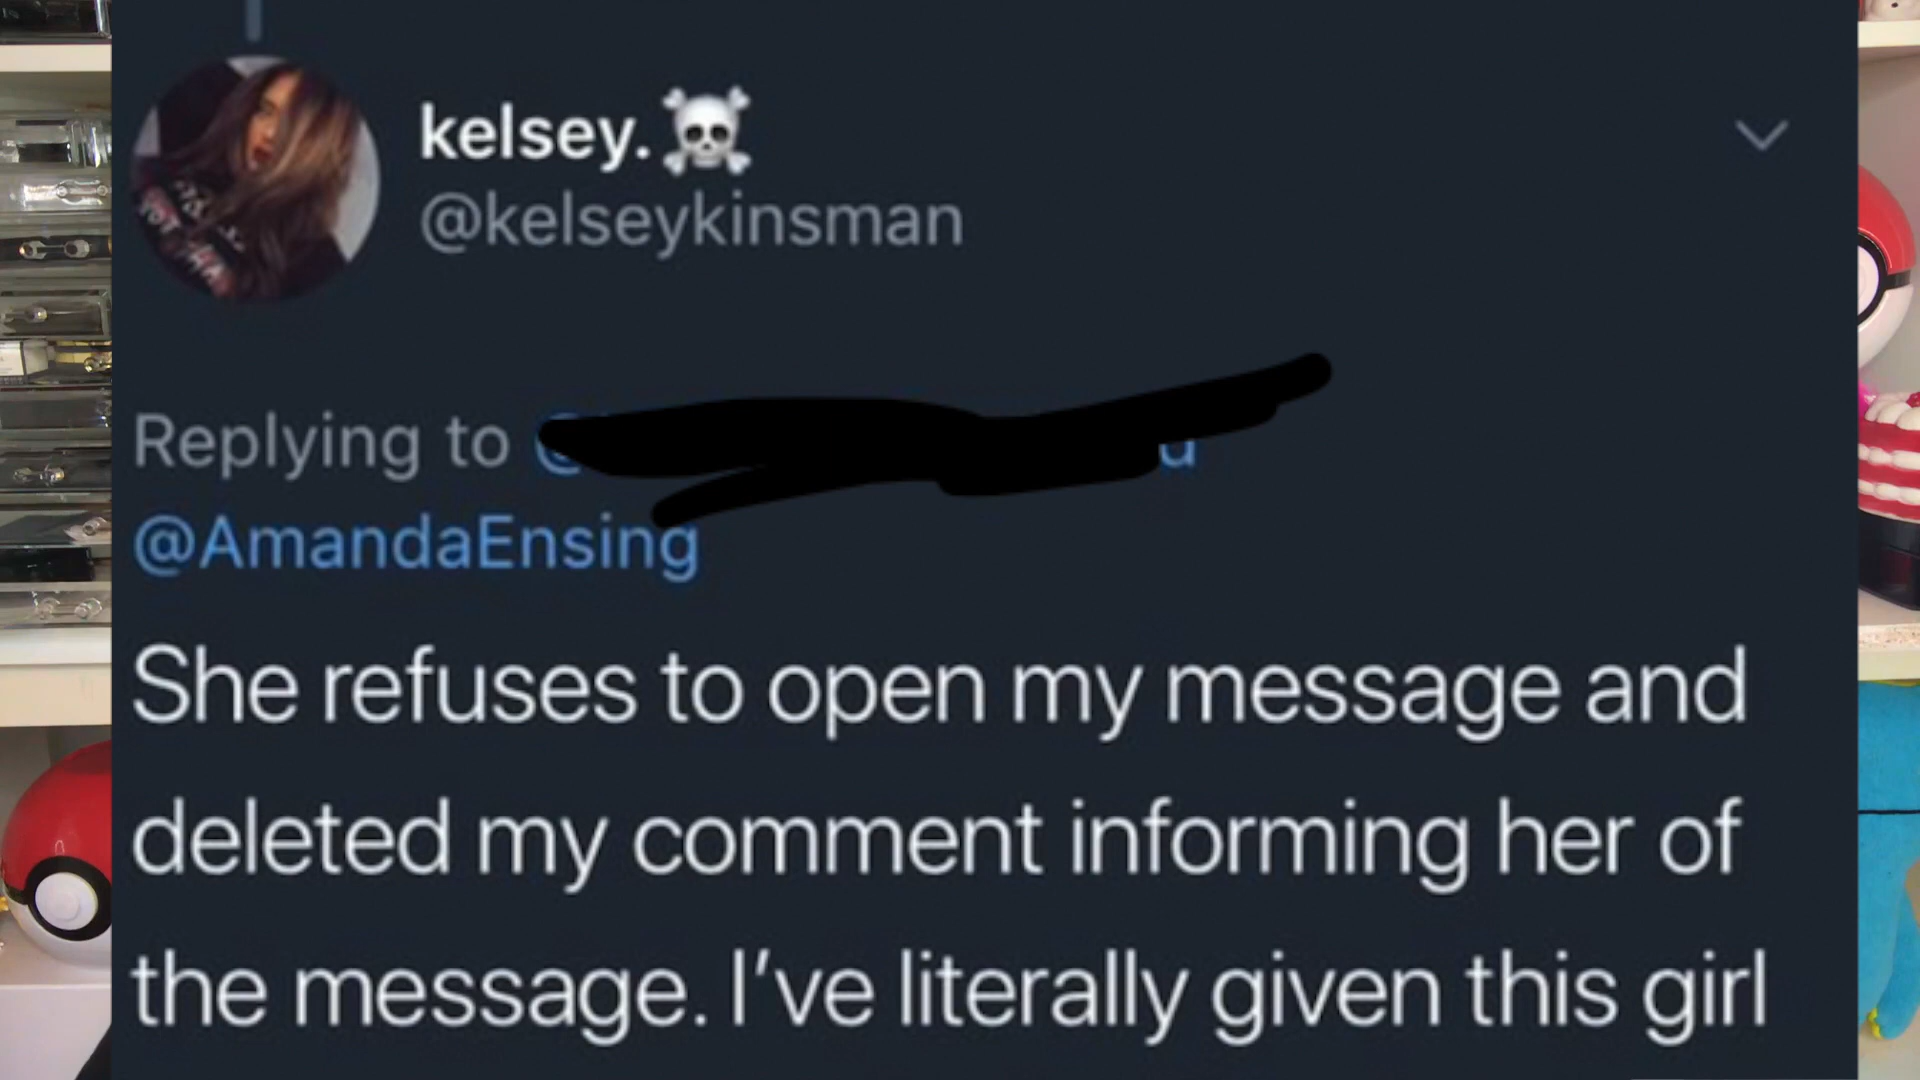 kelsey.☠️
@kelseykinsman
Replying to @
@AmandaEnsing
She refuses to open my message and
deleted my comment informing her of
the message. I've literally given this girl